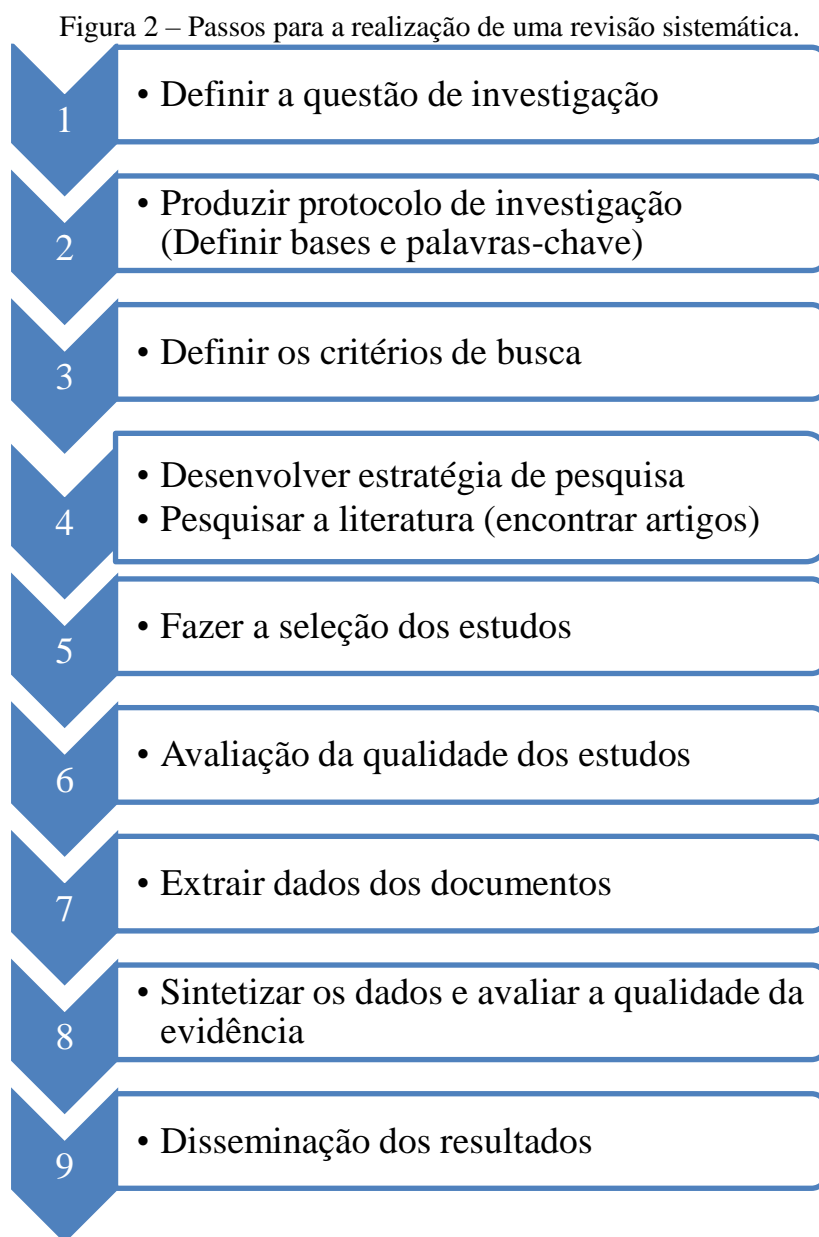 Figura 2 – Passos para a realização de uma revisão sistemática.
1
• Definir a questão de investigação
2
• Produzir protocolo de investigação
(Definir bases e palavras-chave)
3
• Definir os critérios de busca
4
• Desenvolver estratégia de pesquisa
• Pesquisar a literatura (encontrar artigos)
5
• Fazer a seleção dos estudos
6
• Avaliação da qualidade dos estudos
7
• Extrair dados dos documentos
8
• Sintetizar os dados e avaliar a qualidade da
evidência
9
• Disseminação dos resultados